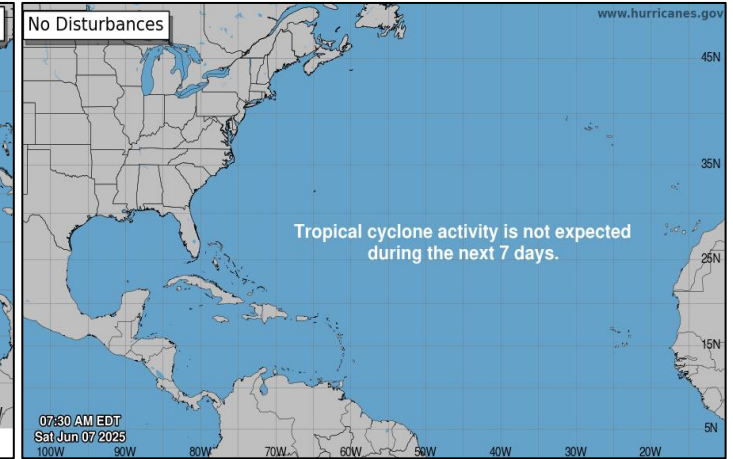 No Disturbances
www.hurricanes.gov
45N
35N
Tropical cyclone activity is not expected
during the next 7 days.
25N
15N
07:30 AM EDT
Sat Jun 07 2025
5N
100W 90W 80W 70W 60W 50W 40W 30W 20W